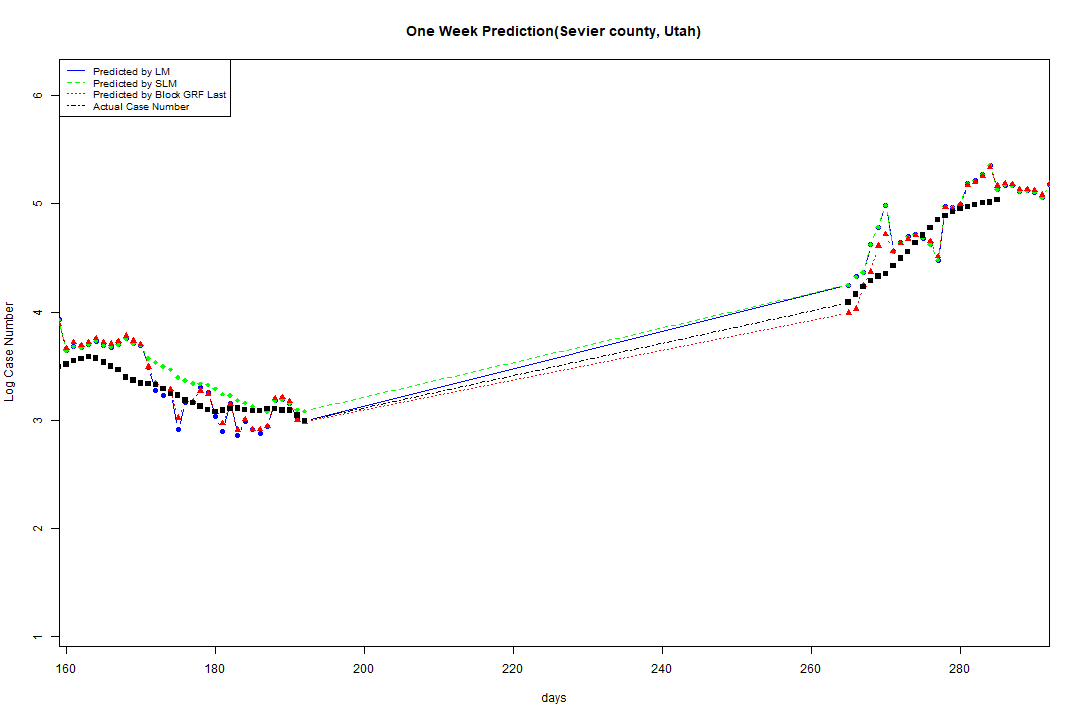 One Week Prediction(Sevier county, Utah)
Predicted by LM
Predicted by SLM
Predicted by Block GRF Last
Actual Case Number
6
5
4
3
2
1
Log Case Number
160 180 200 220 240 260 280
days